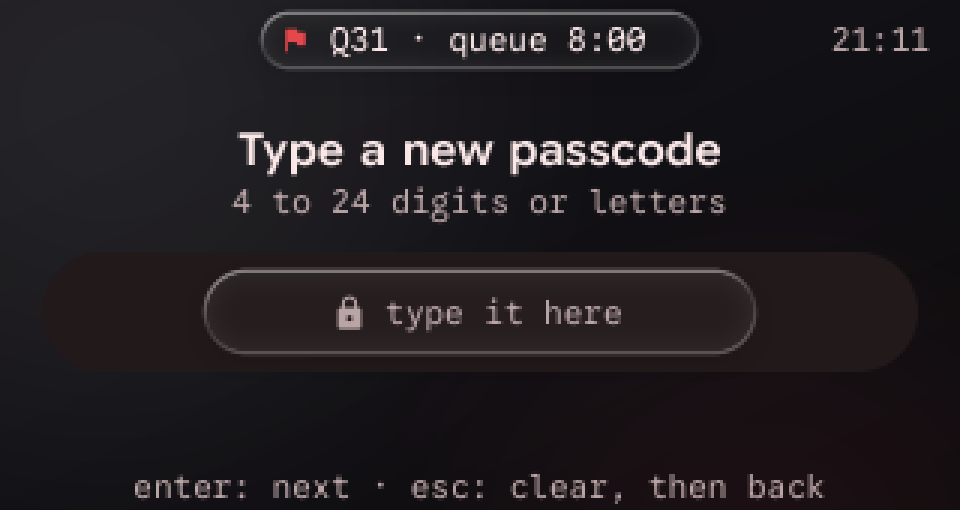 Q31 · queue 8:00
21:11
Type a new passcode
4 to 24 digits or letters
type it here
enter: next · esc: clear, then back